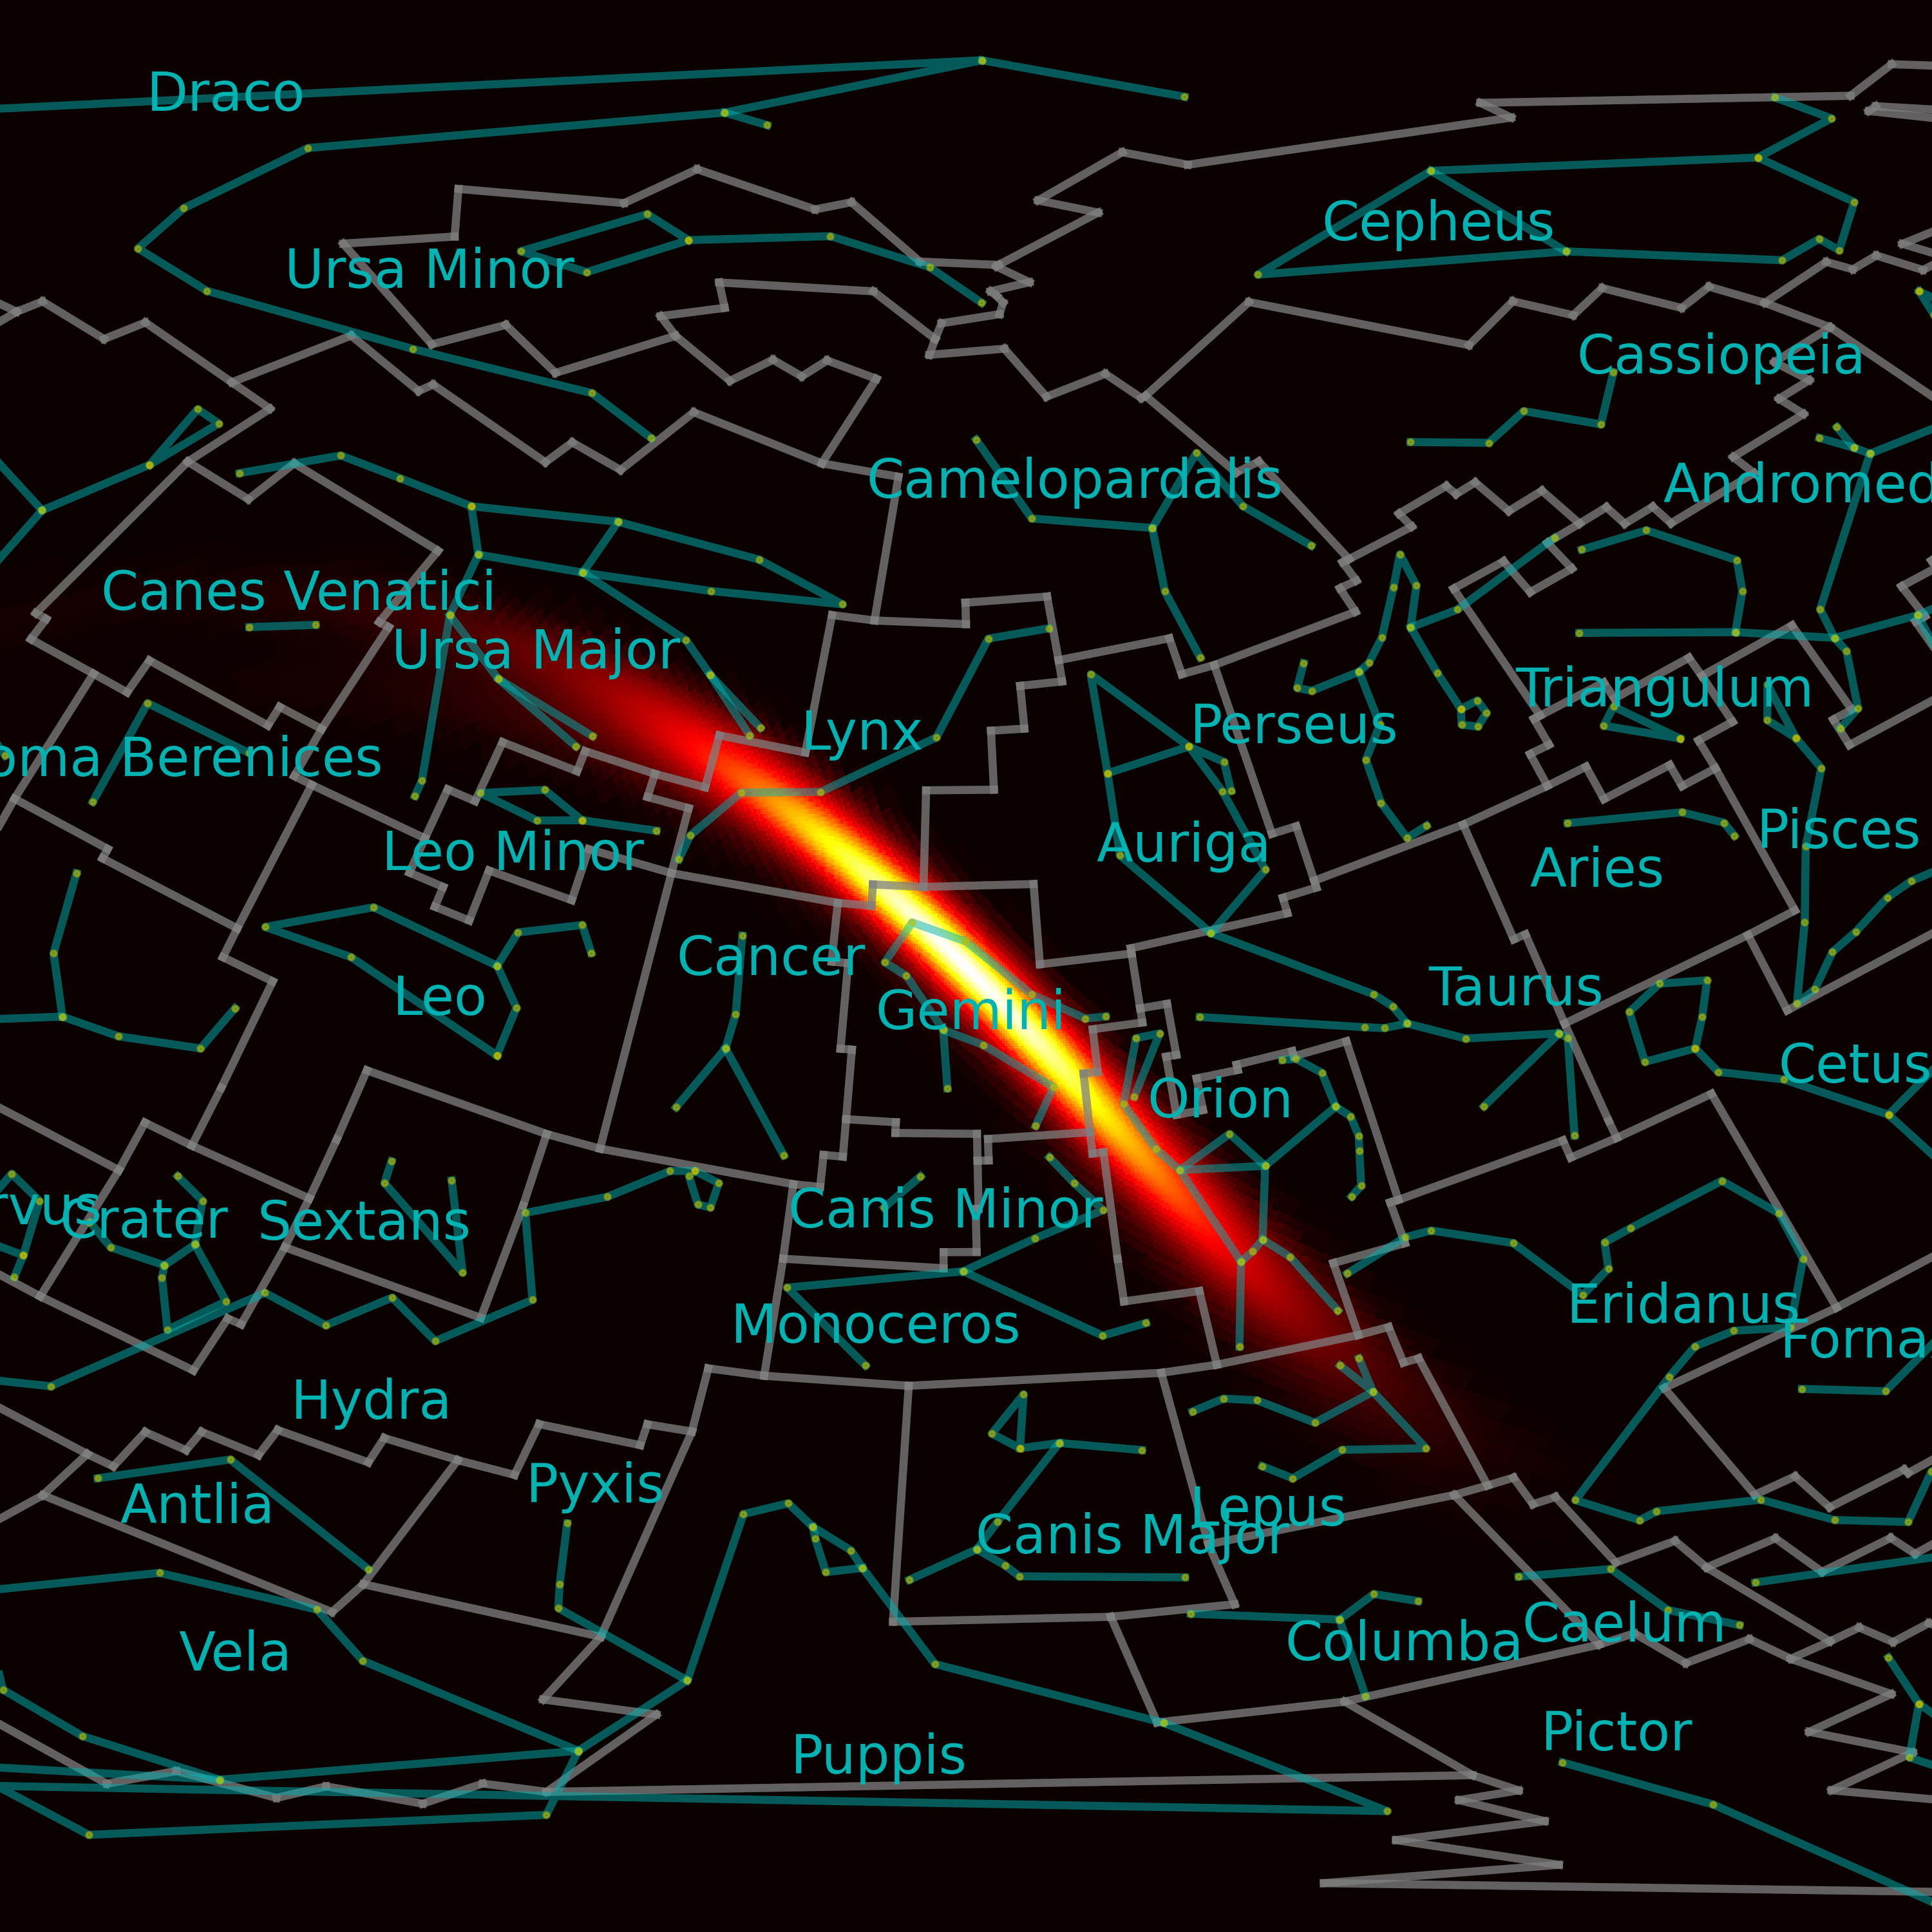 Draco
Cepheus
Ursa Minor
Cassiopeia
Camelopardalis
Andromed
Canes Venatici
Ursa Major
Triangulum
Lynx
Perseus
oma Berenices
Pisces
Leo Minor
Auriga
Aries
Cancer
Leo
Gemini
Taurus
Cetus
Orion
rvus
Crater
Sextans
Canis Minor
Eridanus
Monoceros
Forna
Hydra
Pyxis
Antlia
Lepus
Canis Major
Vela
Columba
Caelum
Pictor
Puppis